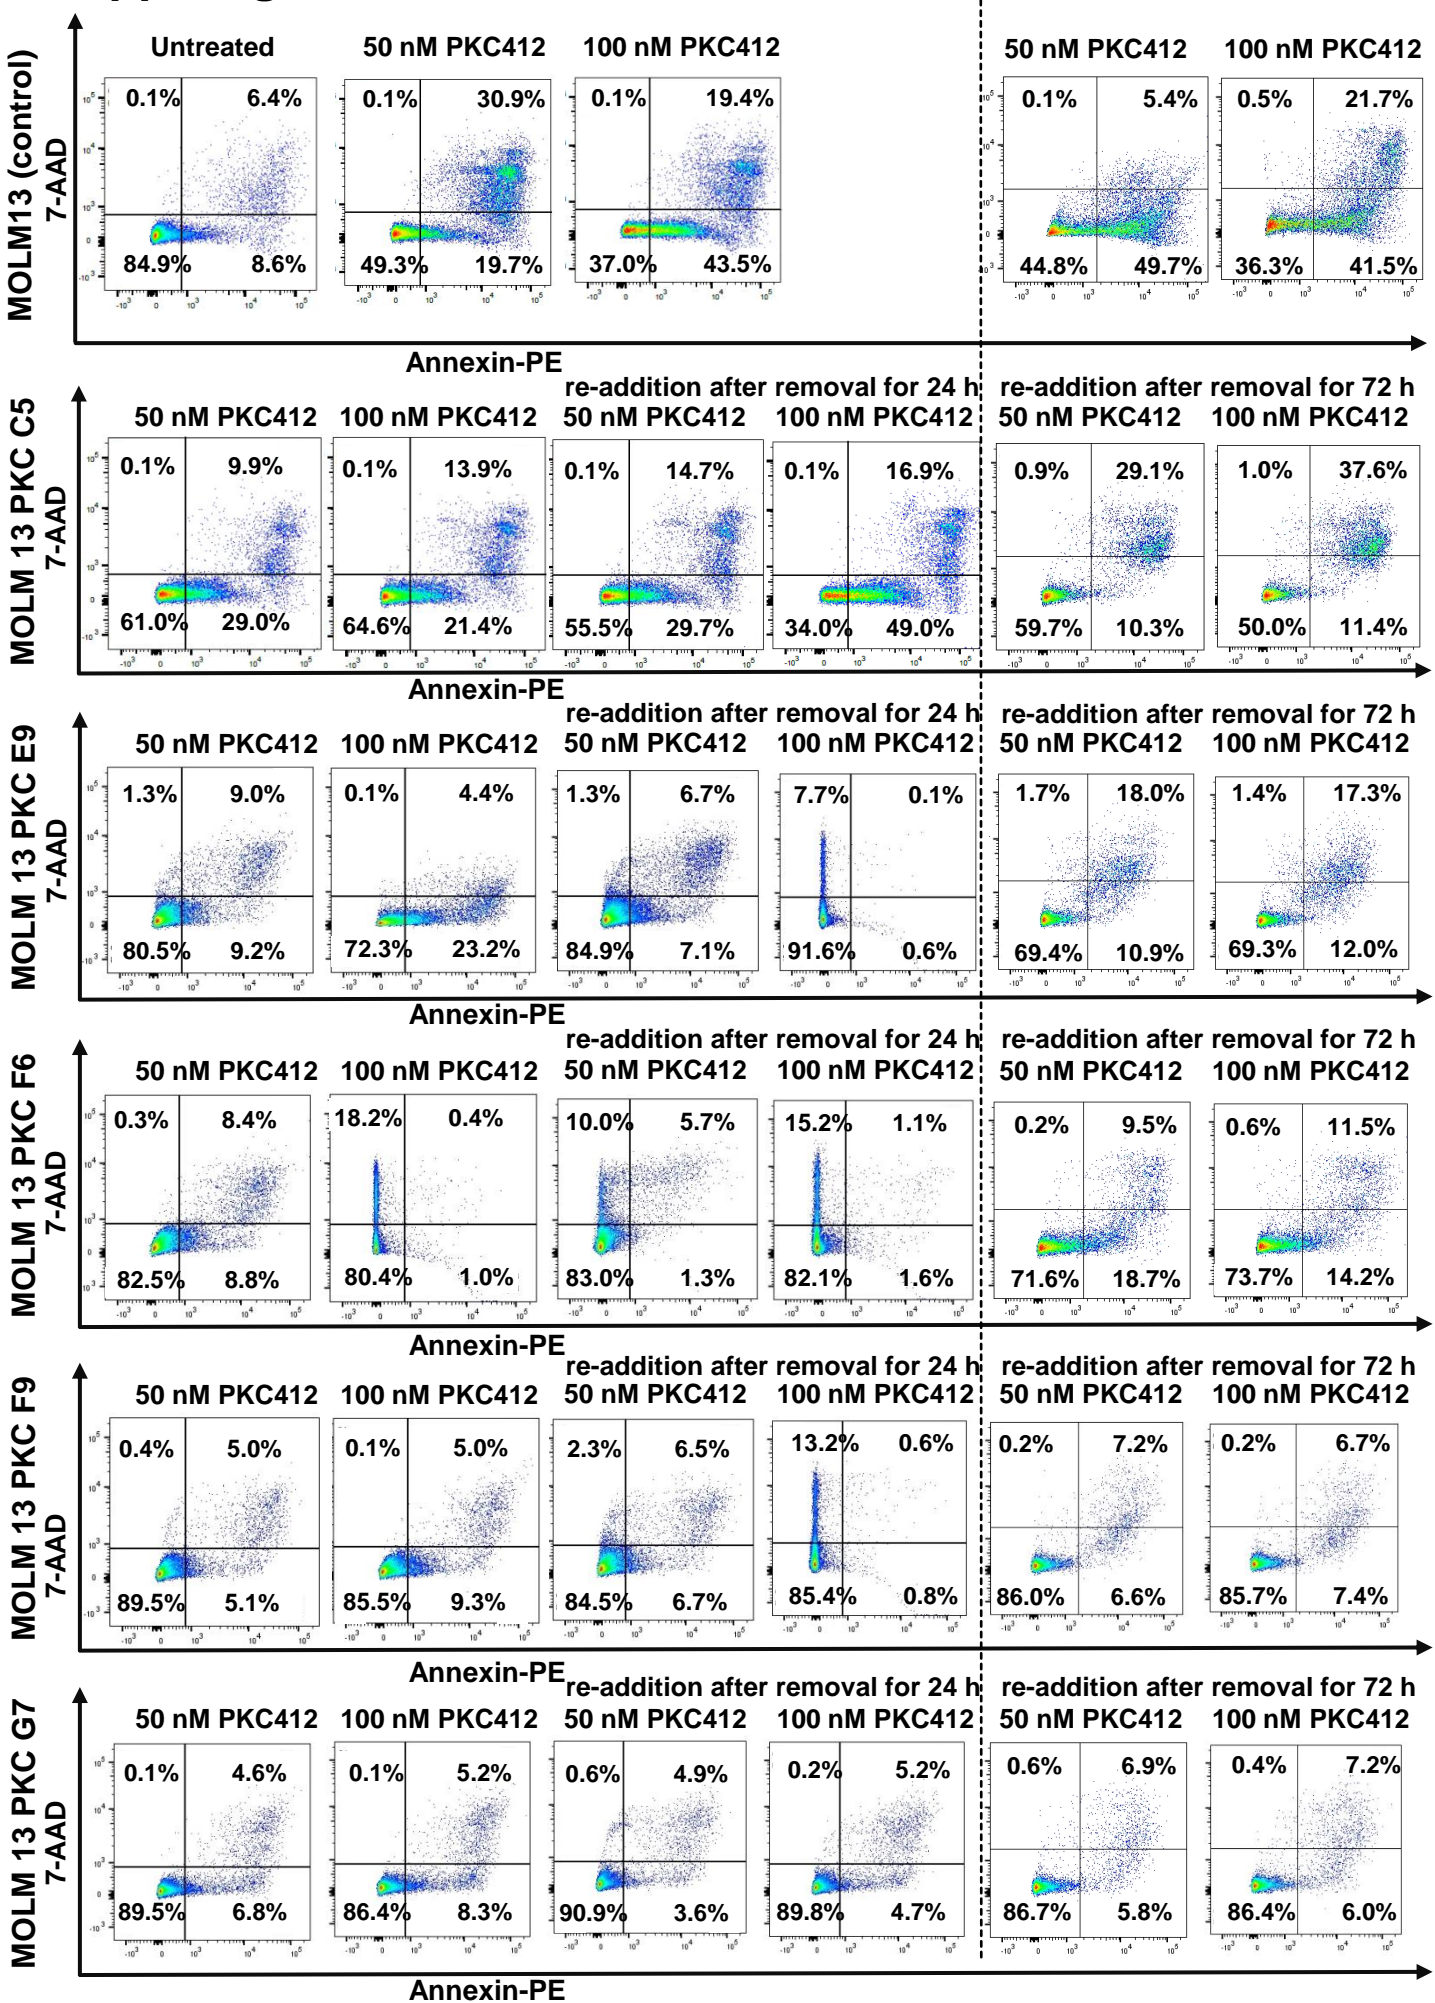 MOLM13 (control)
7-AAD
Untreated
50 nM PKC412
100 nM PKC412
50 nM PKC412
100 nM PKC412
0.1% 6.4%
84.9% 8.6%
0.1% 30.9%
49.3% 19.7%
0.1% 19.4%
37.0% 43.5%
0.1% 5.4%
44.8% 49.7%
0.5% 21.7%
36.3% 41.5%
Annexin-PE
MOLM 13 PKC C5
7-AAD
re-addition after removal for 24 h
re-addition after removal for 72 h
50 nM PKC412
100 nM PKC412
50 nM PKC412
100 nM PKC412
50 nM PKC412
100 nM PKC412
0.1% 9.9%
61.0% 29.0%
0.1% 13.9%
64.6% 21.4%
0.1% 14.7%
55.5% 29.7%
0.1% 16.9%
34.0% 49.0%
0.9% 29.1%
59.7% 10.3%
1.0% 37.6%
50.0% 11.4%
Annexin-PE
MOLM 13 PKC E9
7-AAD
re-addition after removal for 24 h
re-addition after removal for 72 h
50 nM PKC412
100 nM PKC412
50 nM PKC412
100 nM PKC412
50 nM PKC412
100 nM PKC412
1.3% 9.0%
80.5% 9.2%
0.1% 4.4%
72.3% 23.2%
1.3% 6.7%
84.9% 7.1%
7.7% 0.1%
91.6% 0.6%
1.7% 18.0%
69.4% 10.9%
1.4% 17.3%
69.3% 12.0%
Annexin-PE
MOLM 13 PKC F6
7-AAD
re-addition after removal for 24 h
re-addition after removal for 72 h
50 nM PKC412
100 nM PKC412
50 nM PKC412
100 nM PKC412
50 nM PKC412
100 nM PKC412
0.3% 8.4%
82.5% 8.8%
18.2% 0.4%
80.4% 1.0%
10.0% 5.7%
83.0% 1.3%
15.2% 1.1%
82.1% 1.6%
0.2% 9.5%
71.6% 18.7%
0.6% 11.5%
73.7% 14.2%
Annexin-PE
MOLM 13 PKC F9
7-AAD
re-addition after removal for 24 h
re-addition after removal for 72 h
50 nM PKC412
100 nM PKC412
50 nM PKC412
100 nM PKC412
50 nM PKC412
100 nM PKC412
0.4% 5.0%
89.5% 5.1%
0.1% 5.0%
85.5% 9.3%
2.3% 6.5%
84.5% 6.7%
13.2% 0.6%
85.4% 0.8%
0.2% 7.2%
86.0% 6.6%
0.2% 6.7%
85.7% 7.4%
Annexin-PE
MOLM 13 PKC G7
7-AAD
re-addition after removal for 24 h
re-addition after removal for 72 h
50 nM PKC412
100 nM PKC412
50 nM PKC412
100 nM PKC412
50 nM PKC412
100 nM PKC412
0.1% 4.6%
89.5% 6.8%
0.1% 5.2%
86.4% 8.3%
0.6% 4.9%
90.9% 3.6%
0.2% 5.2%
89.8% 4.7%
0.6% 6.9%
86.7% 5.8%
0.4% 7.2%
86.4% 6.0%
Annexin-PE